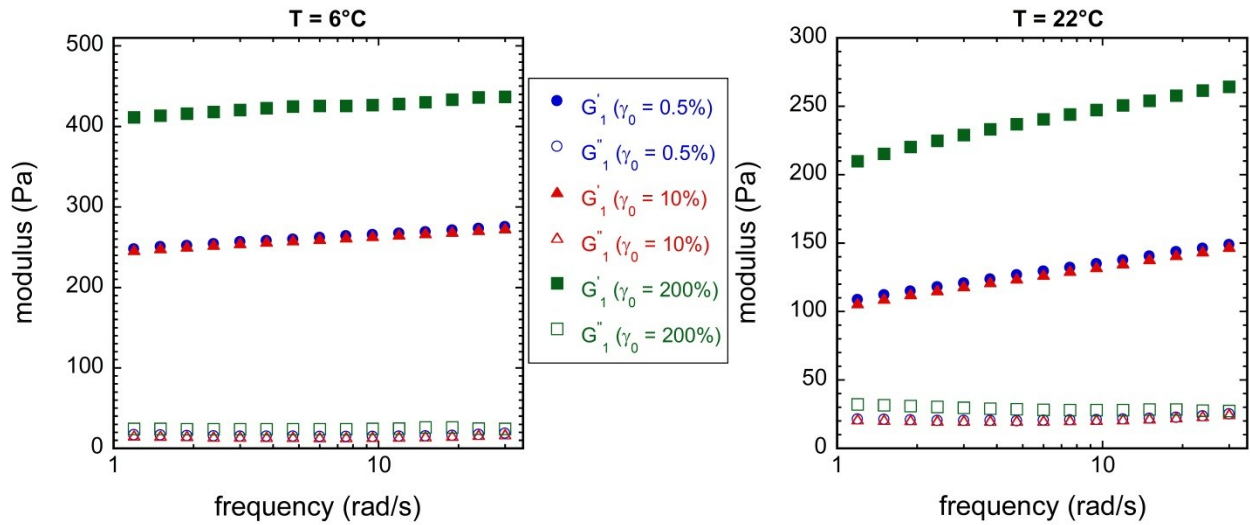 T = 6°C
500
400
300
200
100
0
modulus (Pa)
1
10
frequency (rad/s)
G'₁ (γ₀ = 0.5%)
G"₁ (γ₀ = 0.5%)
G'₁ (γ₀ = 10%)
G"₁ (γ₀ = 10%)
G'₁ (γ₀ = 200%)
G"₁ (γ₀ = 200%)
T = 22°C
300
250
200
150
100
50
0
modulus (Pa)
1
10
frequency (rad/s)